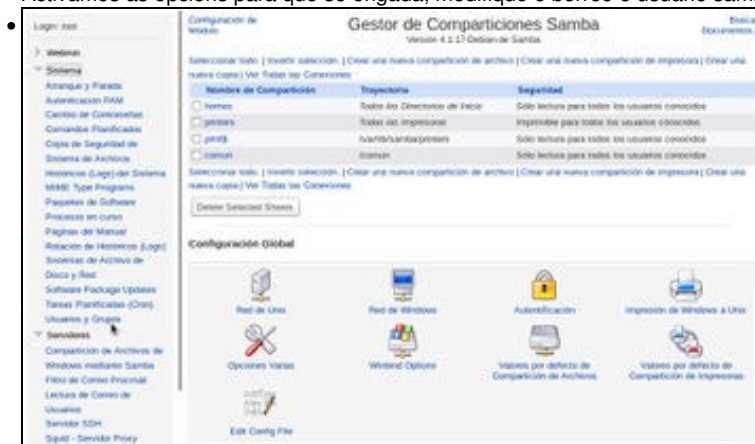 Activamos as opcións para que se engada, modifique o borres o usuario samb
Login: root
Webmin
Sistema
Arranque y Parada
Autenticacion PAM
Cambio de Contraseñas
Comandos Planificados
Copia de Seguridad de
Sistema de Archivos
Históricos (Logs) del Sistema
MIME Type Programs
Paquetes de Software
Procesos en curso
Páginas del Manual
Rotación de Históricos (Logs)
Sistemas de Archivo de
Disco y Red
Software Package Updates
Tareas Planificadas (Cron)
Usuarios y Grupos
Servidores
Compartición de Archivos de
Windows mediante Samba
Filtro de Correo Procmail
Lectura de Correo de
Usuarios
Servidor SSH
Squid - Servidor Proxy
Configuración de
Módulo
Gestor de Comparticiones Samba
Versión 4.1.17-Debian de Samba.
Busca
Documentos.
Seleccionar todo. | Invertir selección. | Crear una nueva compartición de archivo | Crear una nueva compartición de impresora | Crear una
nueva copia | Ver Todas las Conexiones
Nombre de Compartición Trayectoria Seguridad
homes Todos los Directorios de Inicio Sólo lectura para todos los usuarios conocidos
printers Todas las impresoras Imprimible para todos los usuarios conocidos
print$ /var/lib/samba/printers Sólo lectura para todos los usuarios conocidos
comun /comun Sólo lectura para todos los usuarios conocidos
Seleccionar todo. | Invertir selección. | Crear una nueva compartición de archivo | Crear una nueva compartición de impresora | Crear una
nueva copia | Ver Todas las Conexiones
Delete Selected Shares
Configuración Global
Red de Unix Red de Windows Autentificación Impresión de Windows a Unix
Opciones Varias Winbind Options Valores por defecto de Compartición de Archivos Valores por defecto de Compartición de Impresoras
Edit Config File